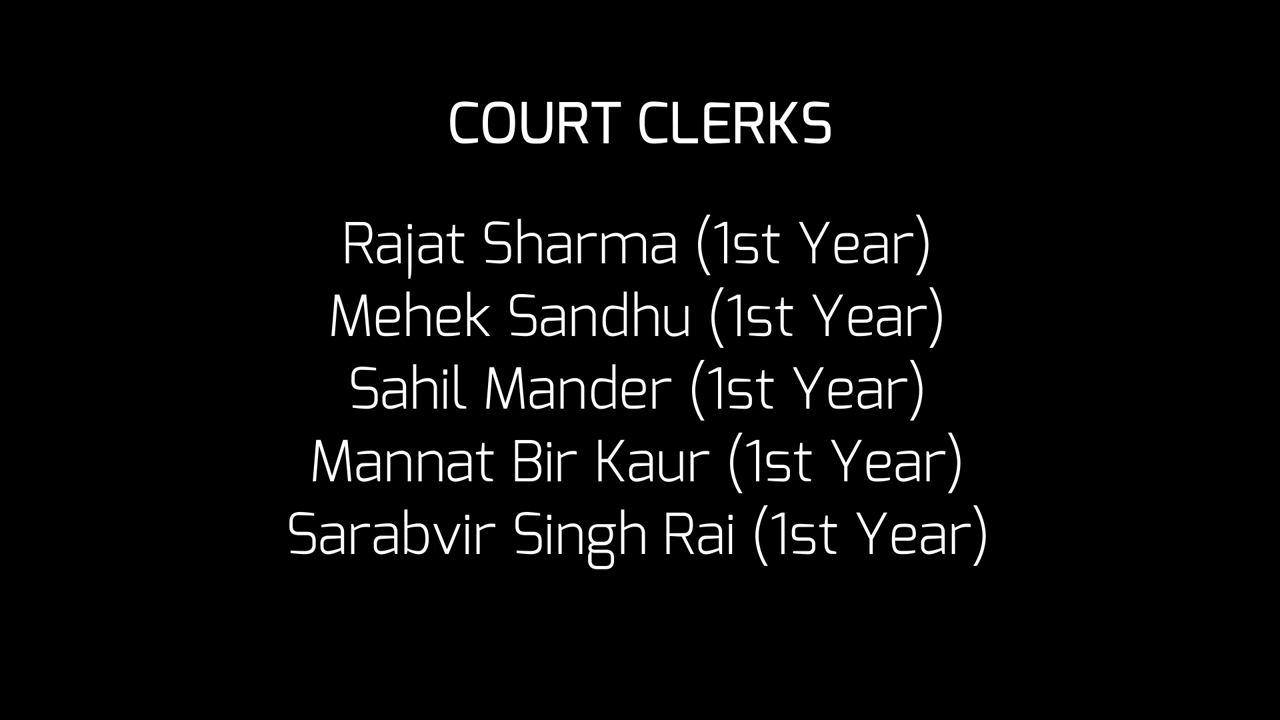 COURT CLERKS
Rajat Sharma (1st Year)
Mehek Sandhu (1st Year)
Sahil Mander (1st Year)
Mannat Bir Kaur (1st Year)
Sarabvir Singh Rai (1st Year)